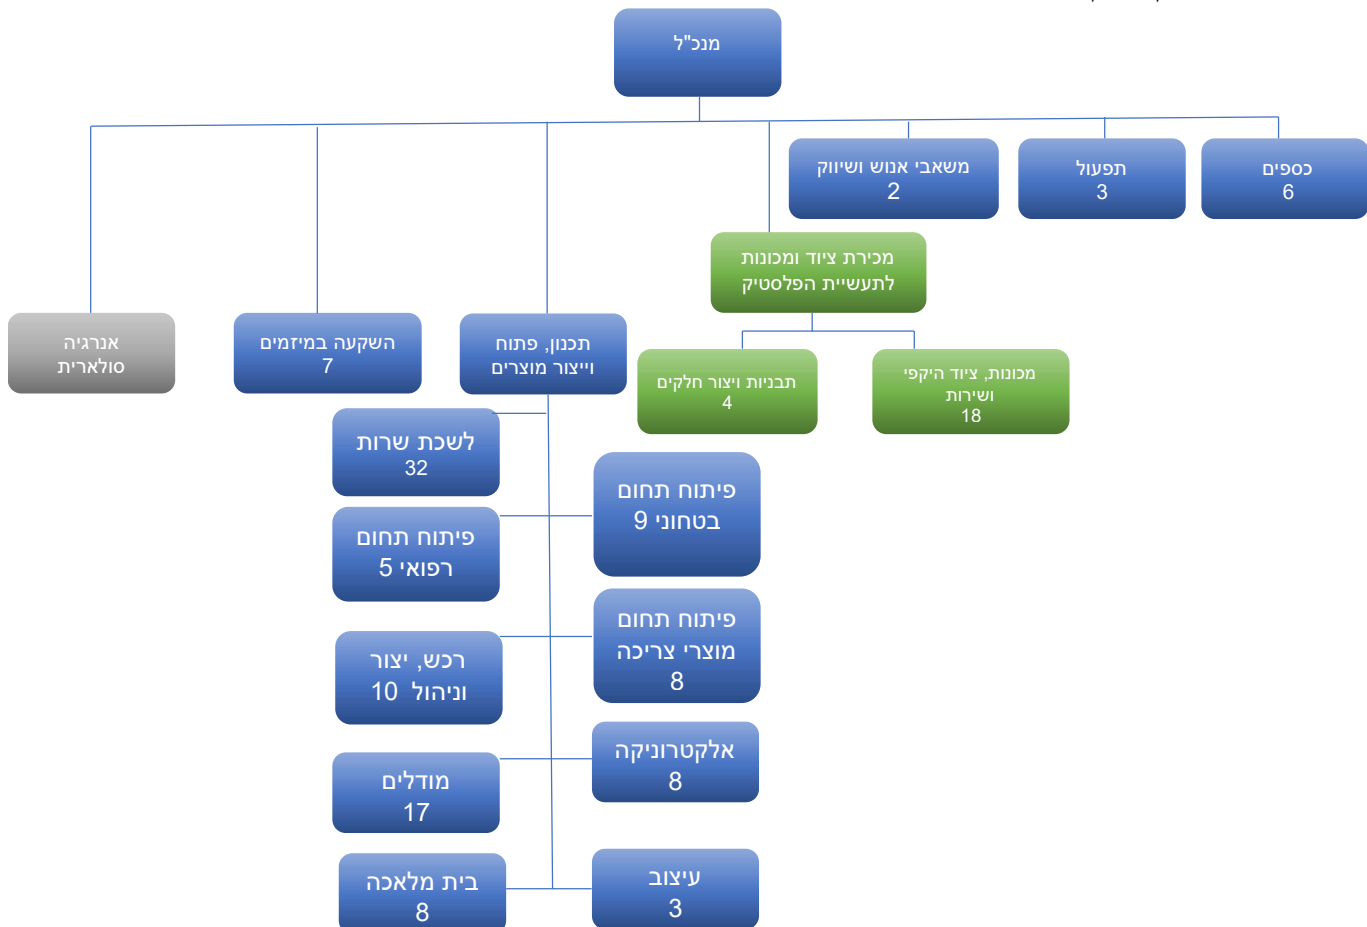 מנכ"ל
כספים
6
תפעול
3
משאבי אנוש ושיווק
2
מכירת ציוד ומכונות
לתעשיית הפלסטיק
מכונות, ציוד היקפי
ושירות
18
תבניות ויצור חלקים
4
תכנון, פתוח
וייצור מוצרים
השקעה במיזמים
7
אנרגיה
סולארית
לשכת שרות
32
פיתוח תחום
בטחוני 9
פיתוח תחום
רפואי 5
פיתוח תחום
מוצרי צריכה
8
רכש, יצור
וניהול 10
אלקטרוניקה
8
מודלים
17
עיצוב
3
בית מלאכה
8